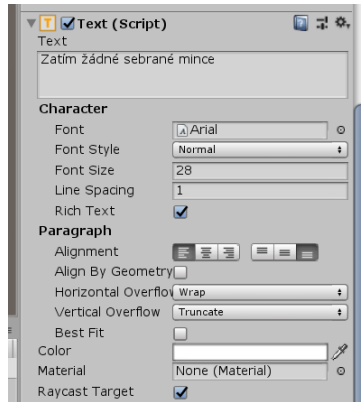 Text (Script)
Text
Zatím žádné sebrané mince
Character
Font Arial
Font Style Normal
Font Size 28
Line Spacing 1
Rich Text
Paragraph
Alignment
Align By Geometry
Horizontal Overflo Wrap
Vertical Overflow Truncate
Best Fit
Color
Material None (Material)
Raycast Target